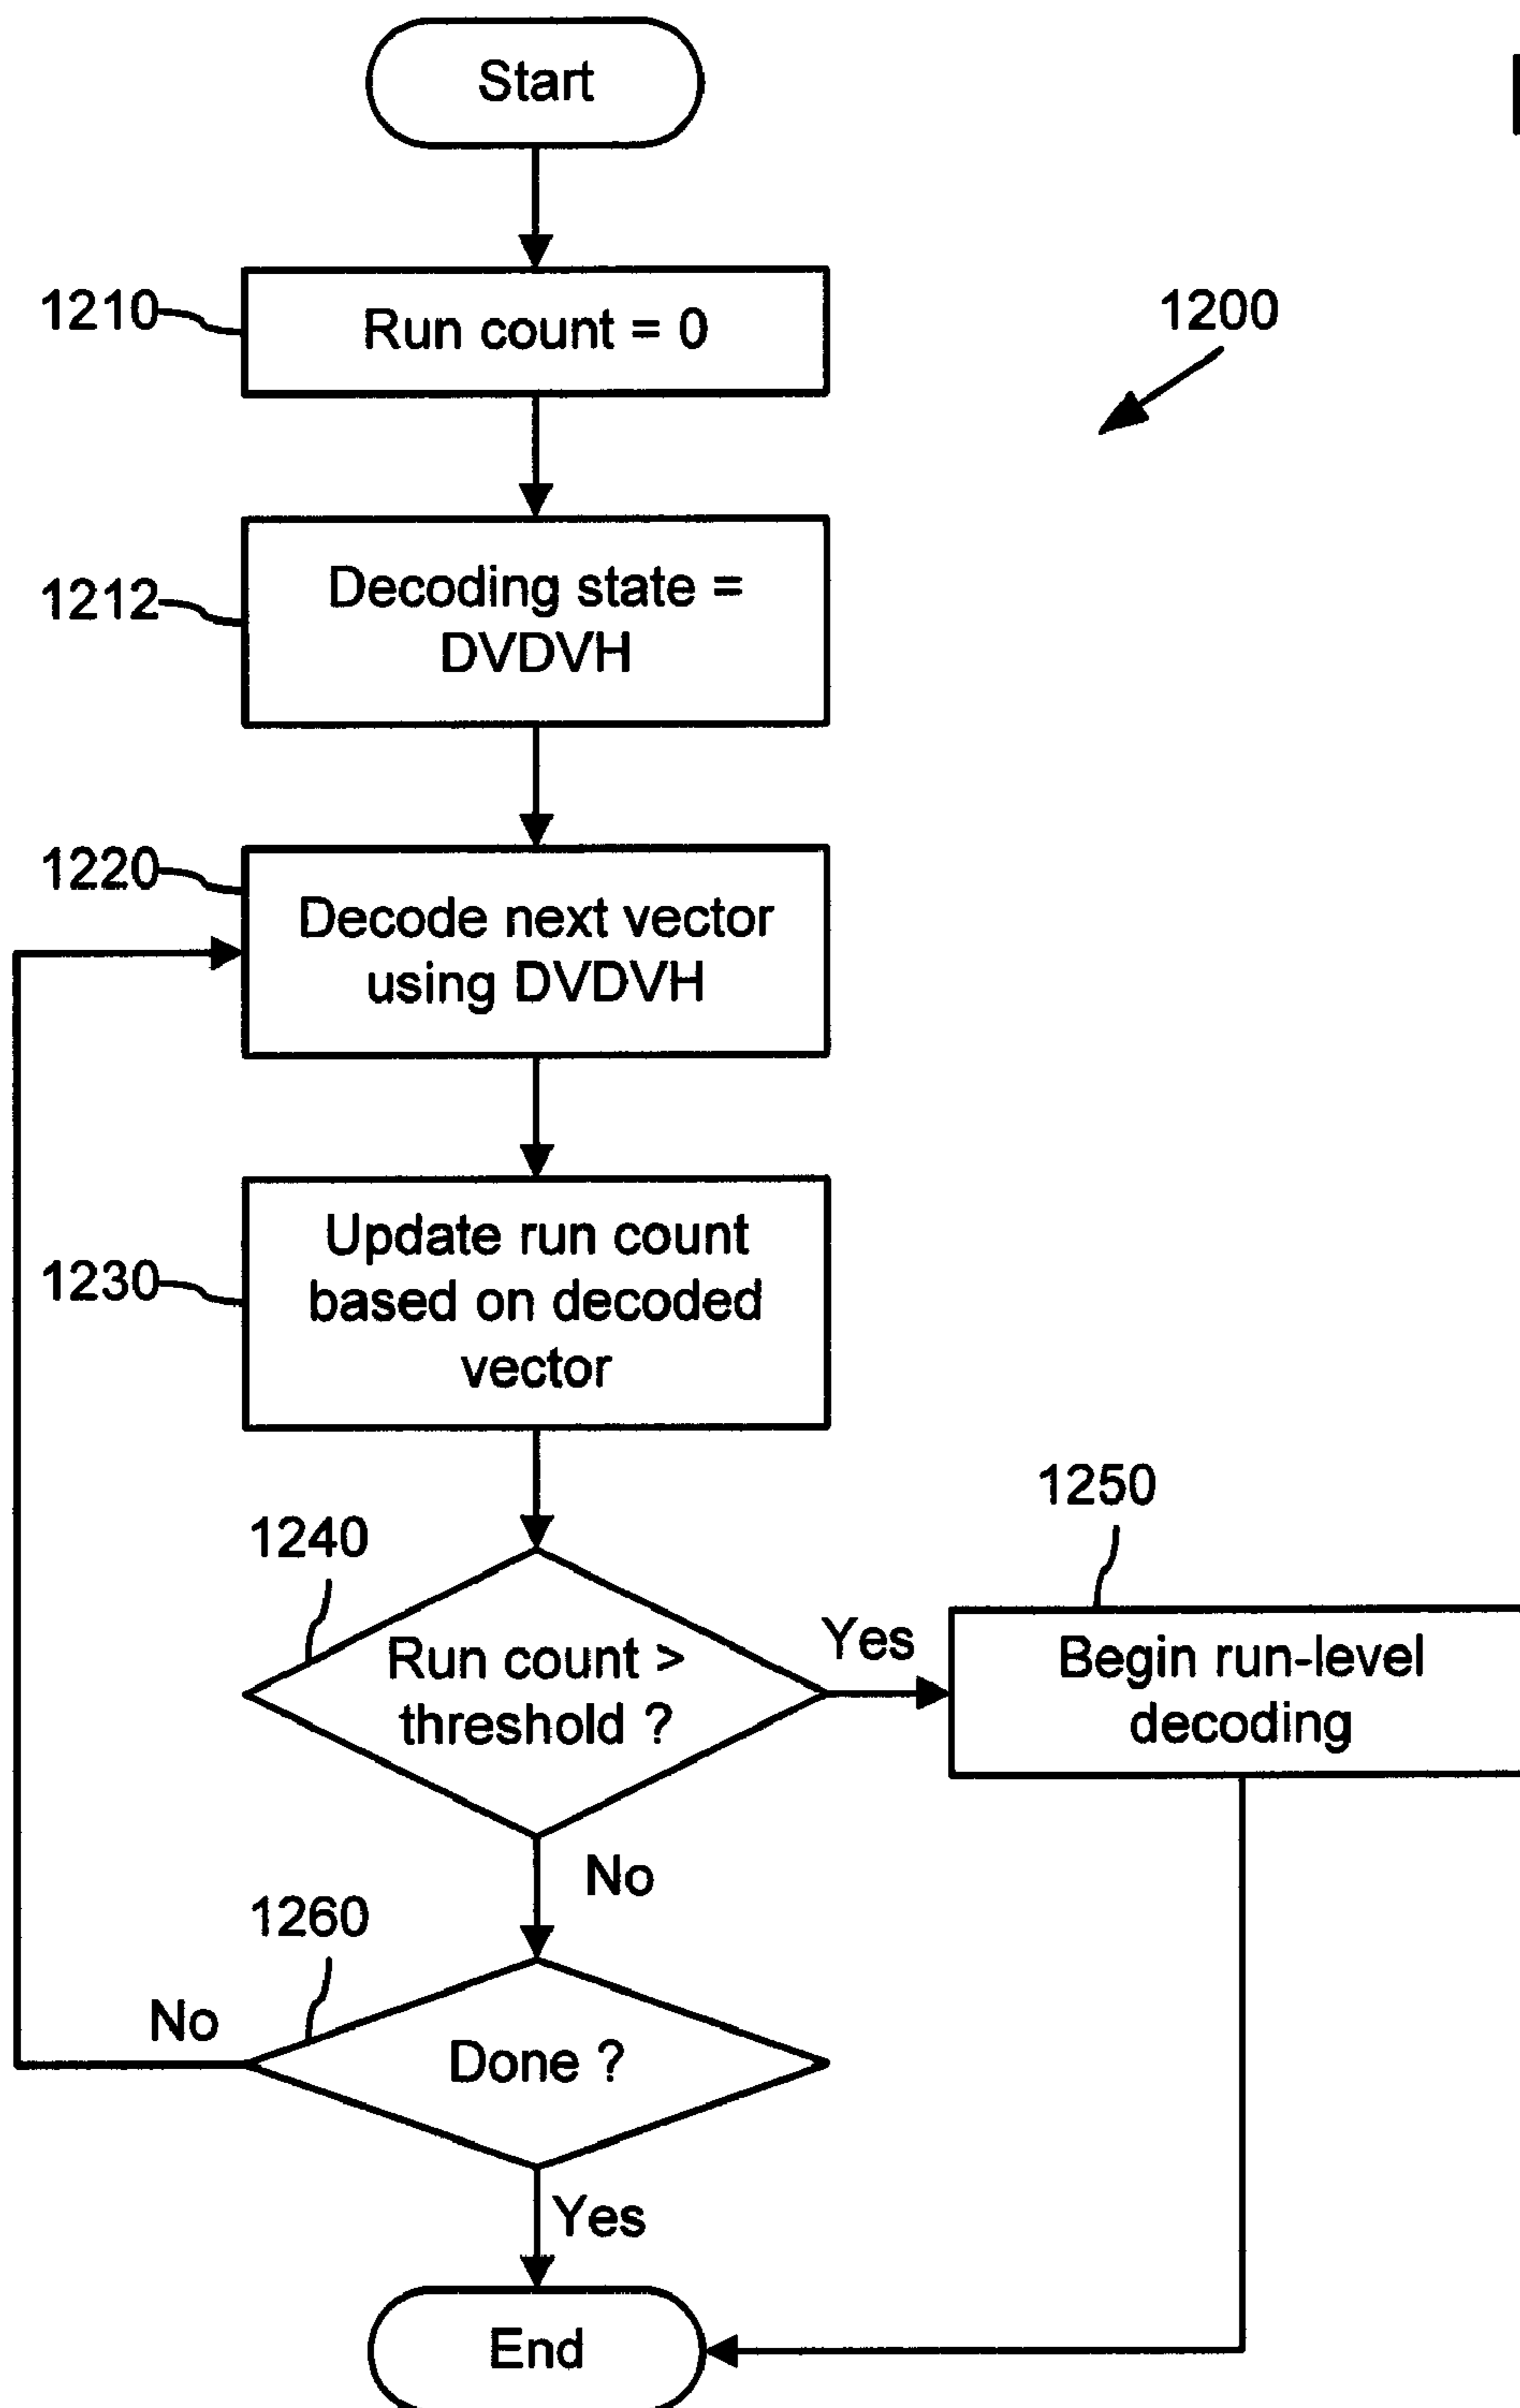 Start
1210
Run count = 0
1200
1212
Decoding state =
DVDVH
1220
Decode next vector
using DVDVH
1230
Update run count
based on decoded
vector
1240
Run count >
threshold ?
Yes
1250
Begin run-level
decoding
No
1260
Done ?
No
Yes
End